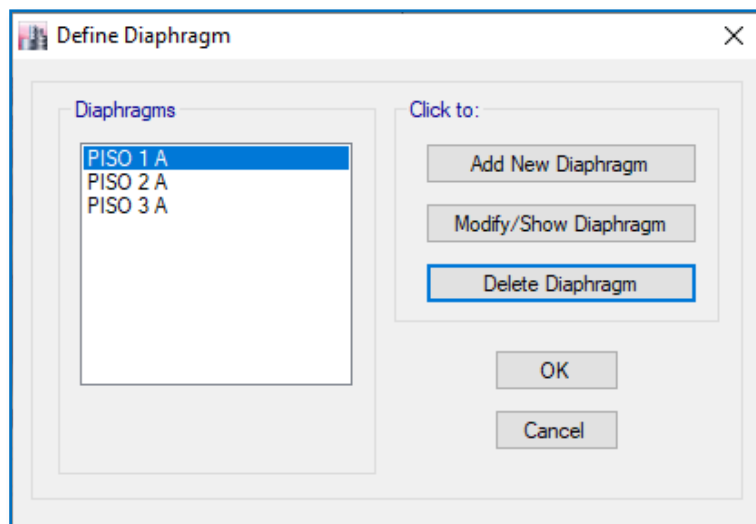 Define Diaphragm
Diaphragms
PISO 1 A
PISO 2 A
PISO 3 A
Click to:
Add New Diaphragm
Modify/Show Diaphragm
Delete Diaphragm
OK
Cancel